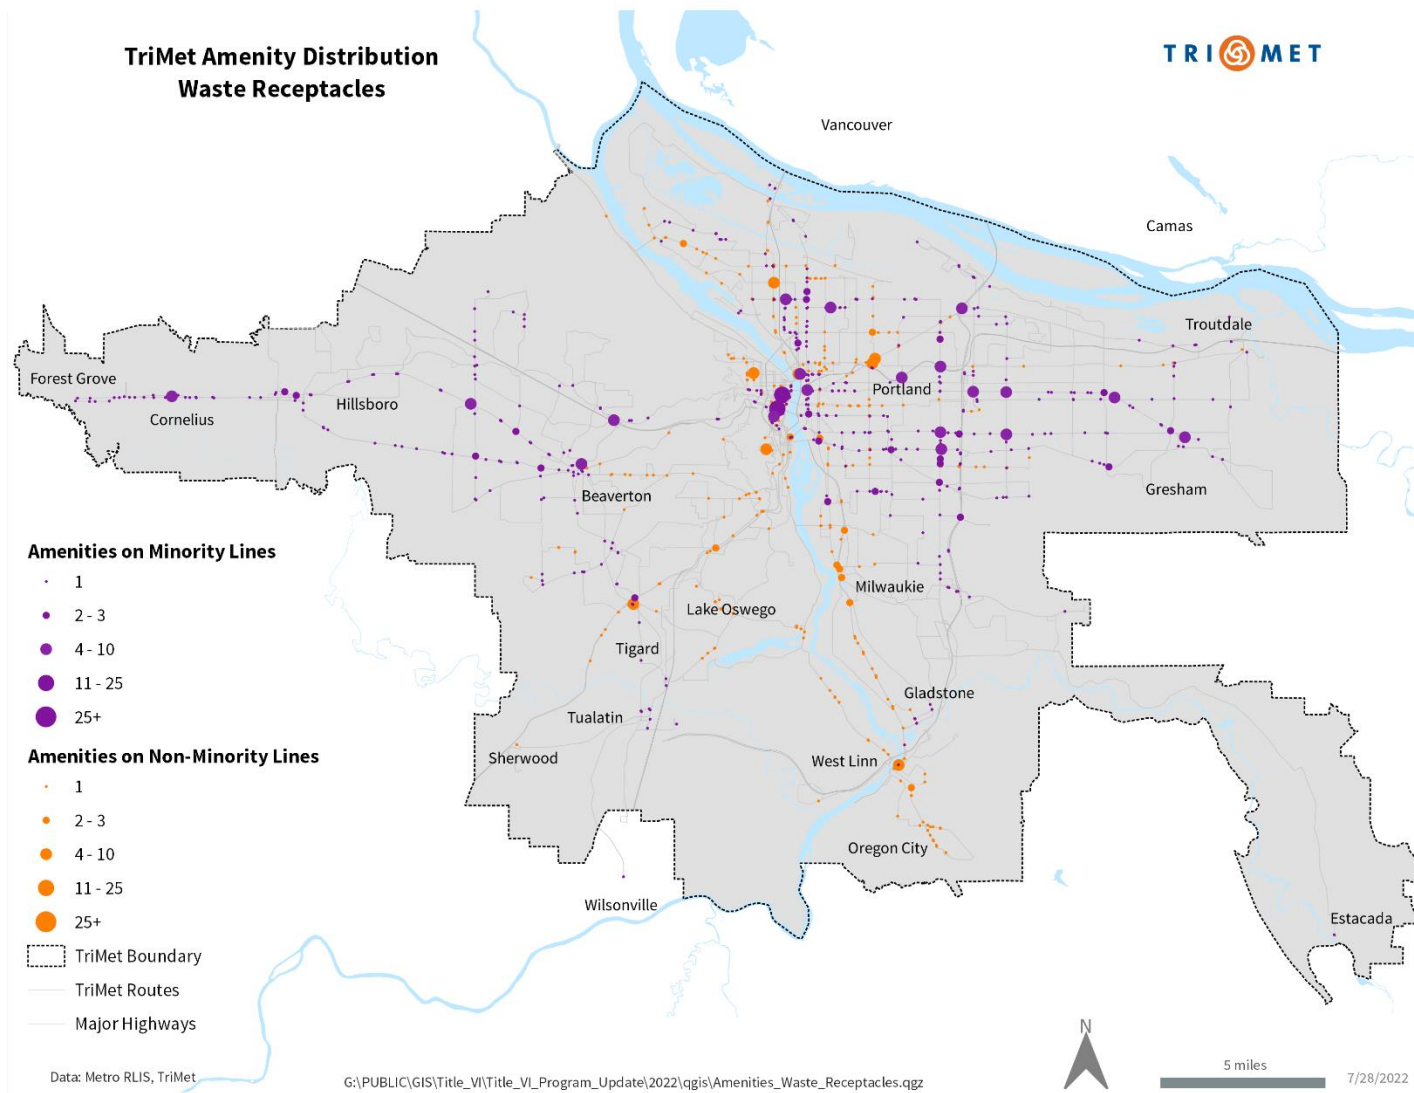 TriMet Amenity Distribution
Waste Receptacles
TRI MET
Vancouver
Camas
Troutdale
Forest Grove
Portland
Hillsboro
Cornelius
Gresham
Beaverton
Amenities on Minority Lines
1
2 - 3
4 - 10
11 - 25
25+
Milwaukie
Lake Oswego
Tigard
Gladstone
Tualatin
Amenities on Non-Minority Lines
Sherwood
West Linn
1
2 - 3
4 - 10
11 - 25
25+
Oregon City
Wilsonville
Estacada
TriMet Boundary
TriMet Routes
Major Highways
N
5 miles
Data: Metro RLIS, TriMet
G:\PUBLIC\GIS\Title_VI\Title_VI_Program_Update\2022\qgis\Amenities_Waste_Receptacles.qgz
7/28/2022